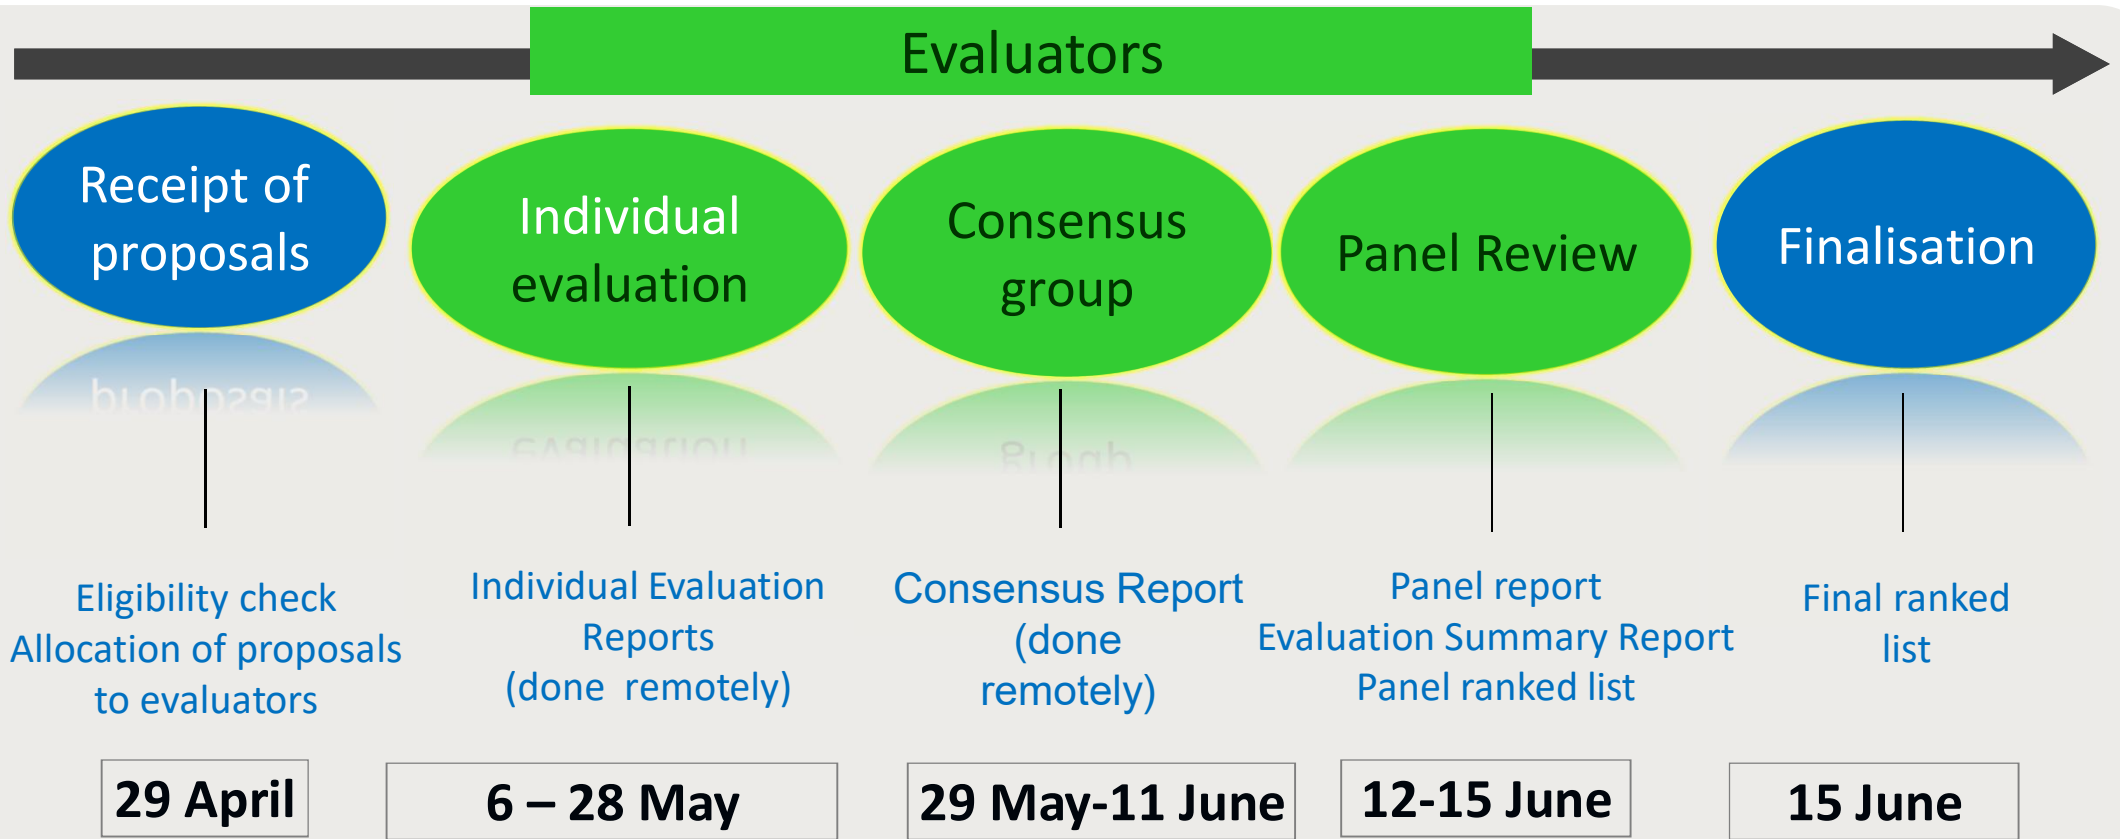 Evaluators
Receipt of
proposals
Individual
evaluation
Consensus
group
Panel Review
Finalisation
Eligibility check
Allocation of proposals
to evaluators
Individual Evaluation
Reports
(done remotely)
Consensus Report
(done
remotely)
Panel report
Evaluation Summary Report
Panel ranked list
Final ranked
list
29 April
6 – 28 May
29 May-11 June
12-15 June
15 June